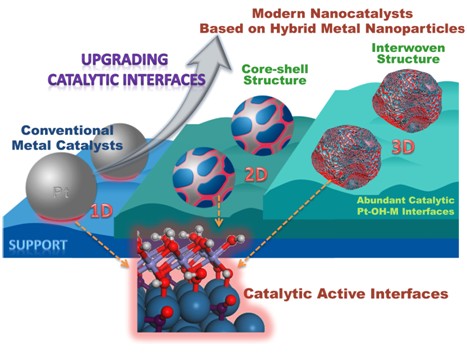 Modern Nanocatalysts
Based on Hybrid Metal Nanoparticles
UPGRADING
CATALYTIC INTERFACES
Core-shell
Structure
Interwoven
Structure
Conventional
Metal Catalysts
Pt
1D
2D
3D
Abundant Catalytic
Pt-OH-M Interfaces
SUPPORT
Catalytic Active Interfaces